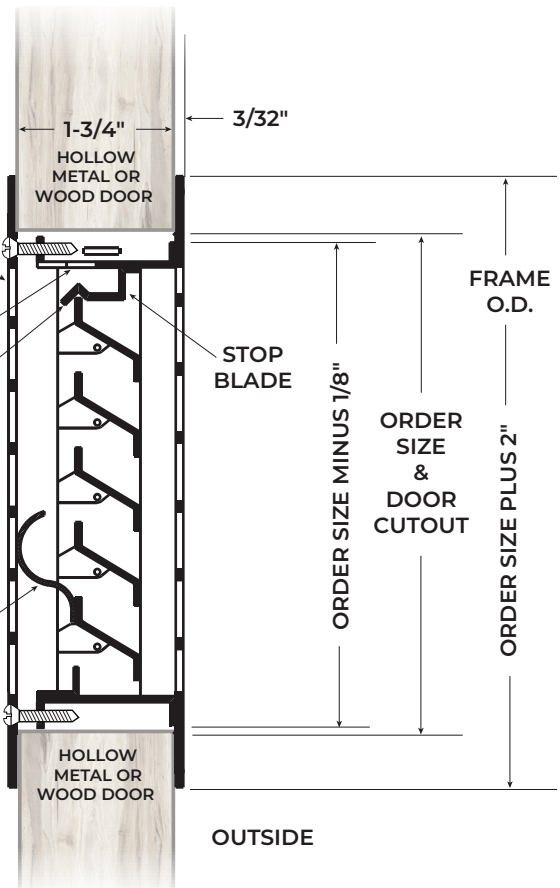 1-3/4"
HOLLOW
METAL OR
WOOD DOOR
3/32"
FRAME
O.D.
STOP
BLADE
ORDER SIZE MINUS 1/8"
ORDER
SIZE
&
DOOR
CUTOUT
ORDER SIZE PLUS 2"
HOLLOW
METAL OR
WOOD DOOR
OUTSIDE